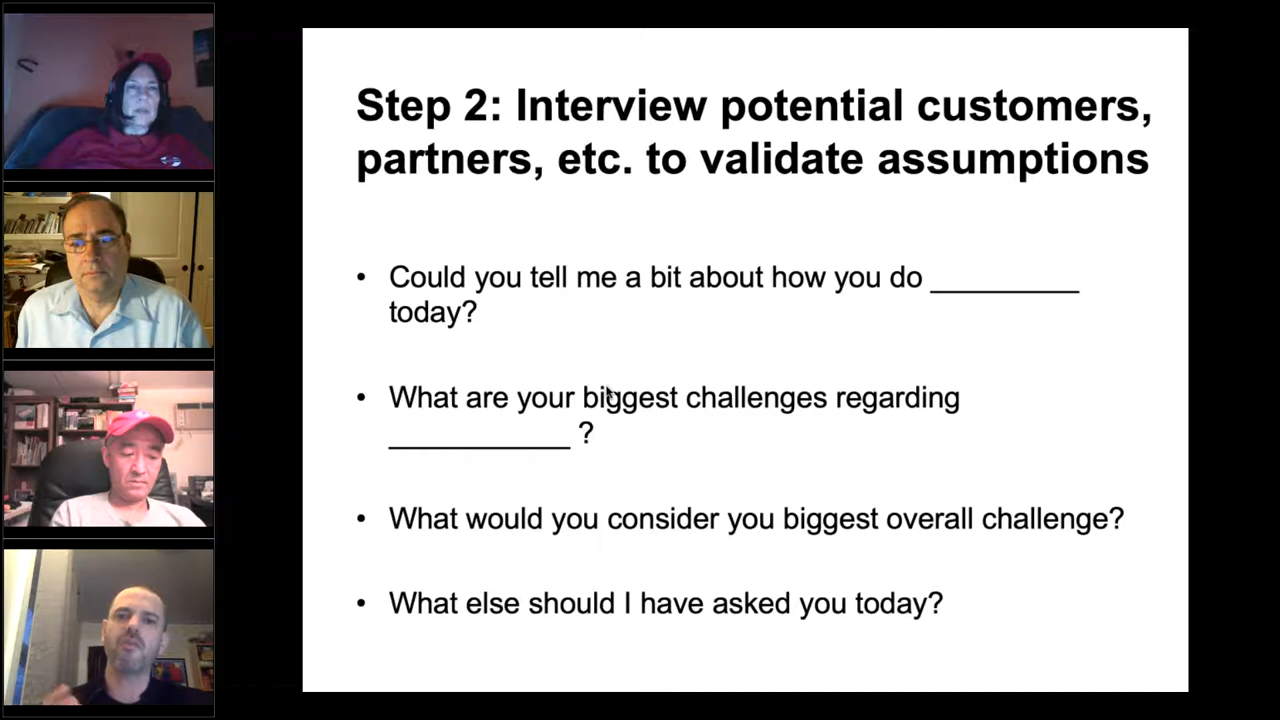 Step 2: Interview potential customers,
partners, etc. to validate assumptions
• Could you tell me a bit about how you do _________
today?
• What are your biggest challenges regarding
___________ ?
• What would you consider you biggest overall challenge?
• What else should I have asked you today?